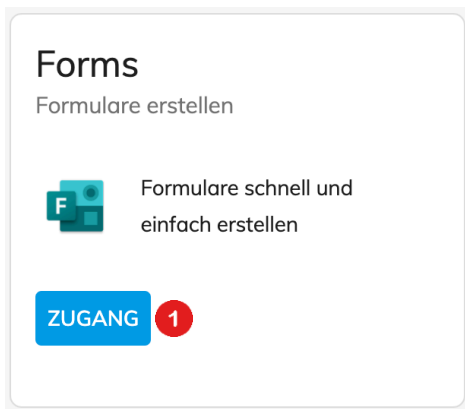 Forms
Formulare erstellen
F
Formulare schnell und
einfach erstellen
ZUGANG 1